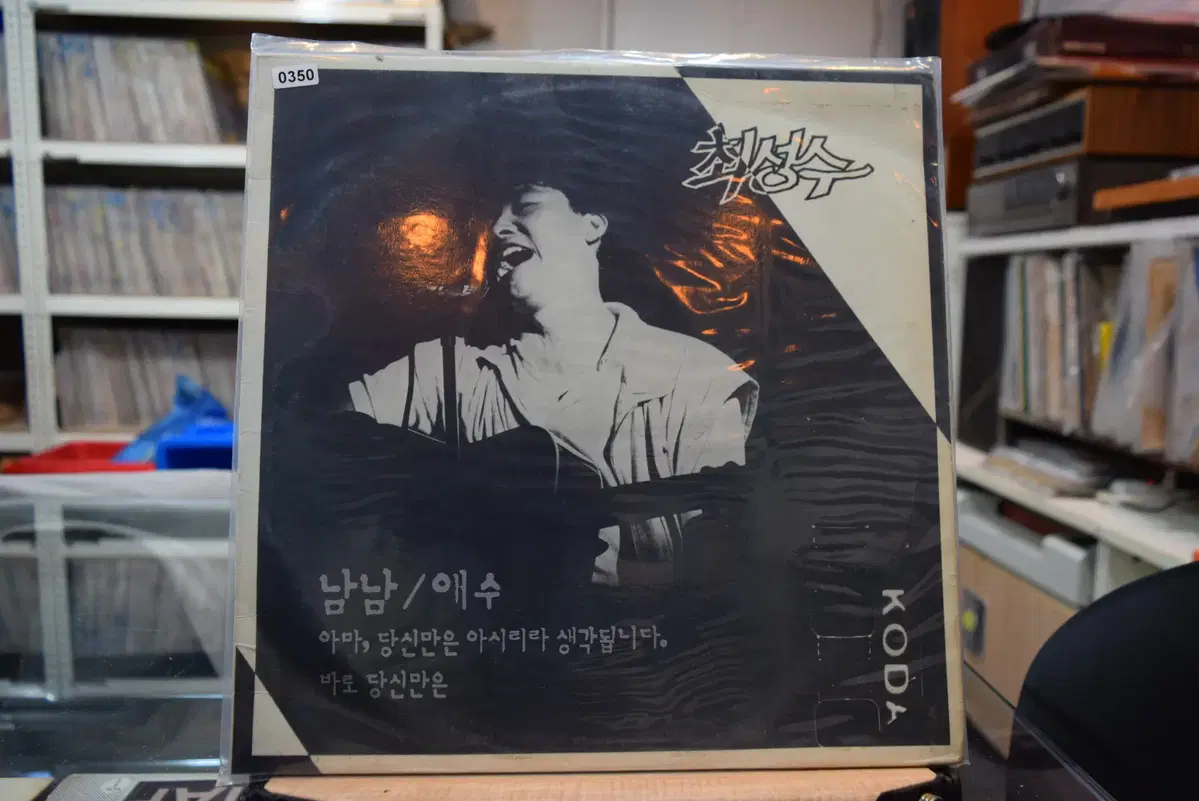 0350
최성수
남남/애수
아마, 당신만은 아시리라 생각됩니다.
바로 당신만은
KODA